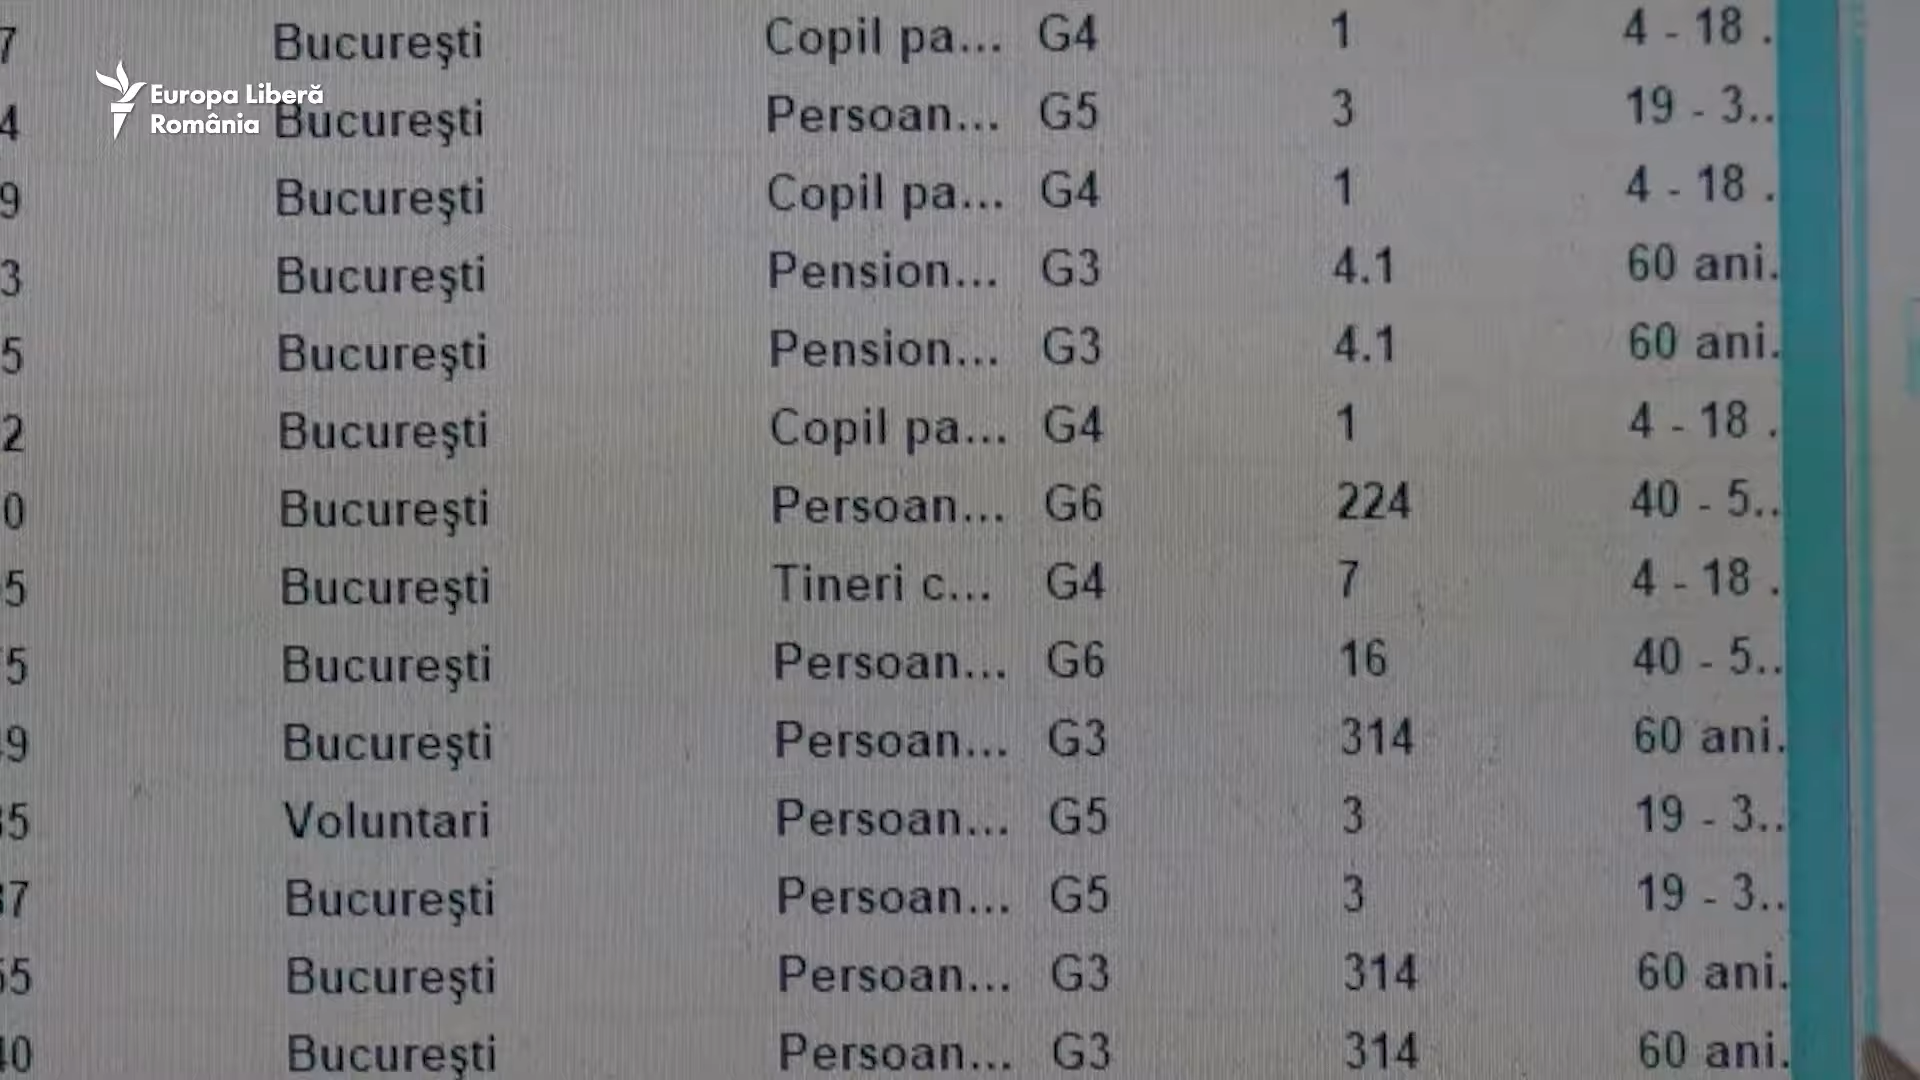 7 București Copil pa... G4 1 4 - 18 .
Europa Liberă
România
4 București Persoan... G5 3 19 - 3..
9 București Copil pa... G4 1 4 - 18 .
3 București Pension... G3 4.1 60 ani.
5 București Pension... G3 4.1 60 ani.
2 București Copil pa... G4 1 4 - 18 .
0 București Persoan... G6 224 40 - 5..
5 București Tineri c... G4 7 4 - 18 .
5 București Persoan... G6 16 40 - 5..
9 București Persoan... G3 314 60 ani.
5 Voluntari Persoan... G5 3 19 - 3..
7 București Persoan... G5 3 19 - 3..
5 București Persoan... G3 314 60 ani.
0 București Persoan... G3 314 60 ani.